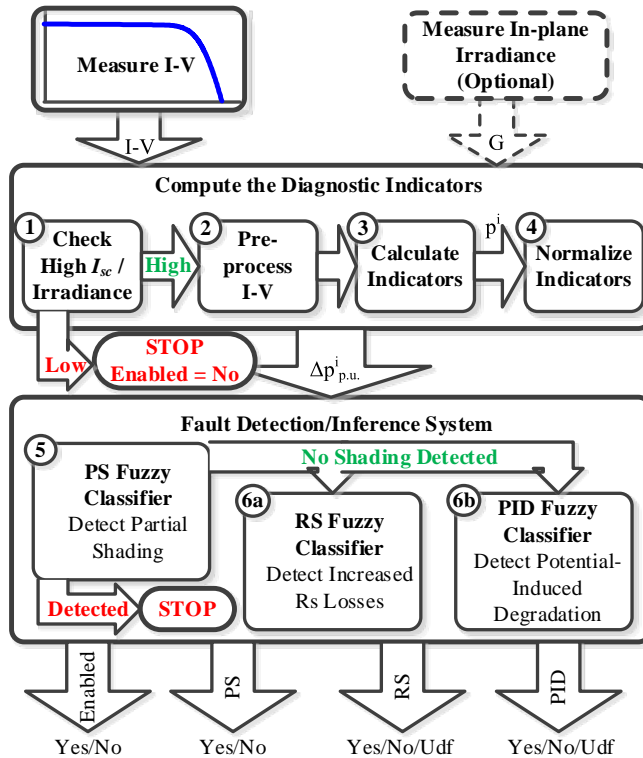 Measure I-V
Measure In-plane
Irradiance
(Optional)
I-V
G
Compute the Diagnostic Indicators
1
Check
High Isc /
Irradiance
High
2
Pre-
process
I-V
3
Calculate
Indicators
pⁱ
4
Normalize
Indicators
Low
STOP
Enabled = No
Δpⁱp.u.
Fault Detection/Inference System
5
PS Fuzzy
Classifier
Detect Partial
Shading
No Shading Detected
6a
RS Fuzzy
Classifier
Detect Increased
Rs Losses
6b
PID Fuzzy
Classifier
Detect Potential-
Induced
Degradation
Detected
STOP
Enabled
PS
RS
PID
Yes/No
Yes/No
Yes/No/Udf
Yes/No/Udf